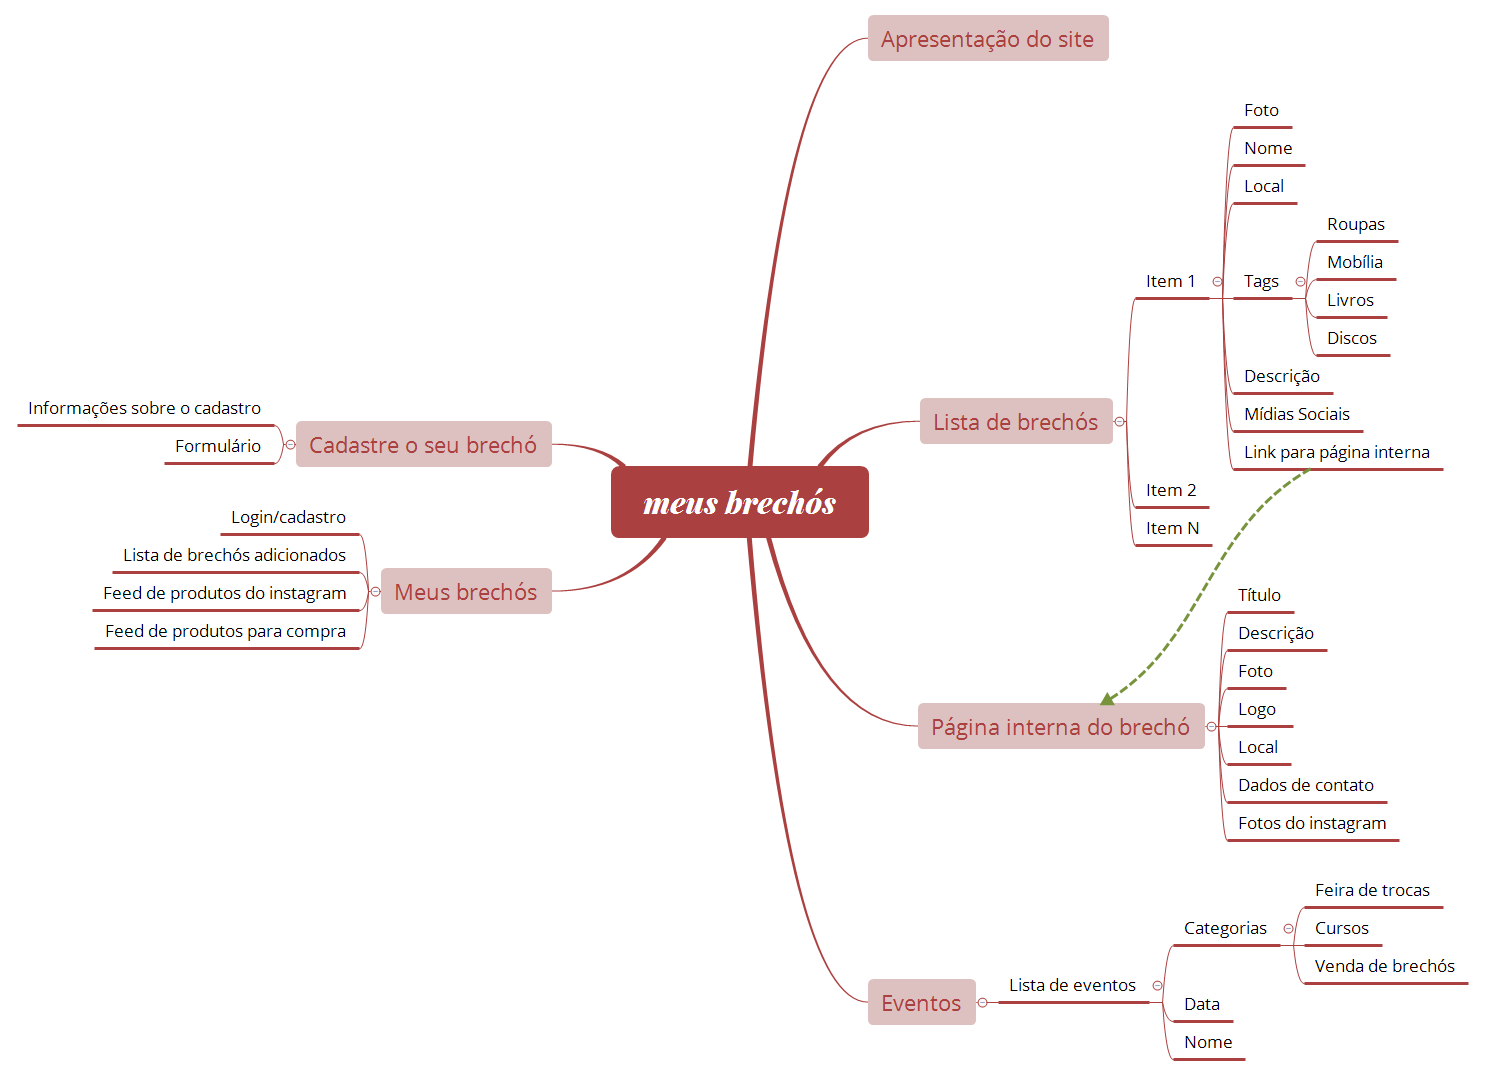 Apresentação do site
Foto
Nome
Local
Roupas
Mobília
Item 1
Tags
Livros
Discos
Descrição
Mídias Sociais
Lista de brechós
Link para página interna
Item 2
Item N
Informações sobre o cadastro
Formulário
Cadastre o seu brechó
meus brechós
Login/cadastro
Lista de brechós adicionados
Feed de produtos do instagram
Feed de produtos para compra
Meus brechós
Título
Descrição
Foto
Logo
Página interna do brechó
Local
Dados de contato
Fotos do instagram
Feira de trocas
Categorias
Cursos
Venda de brechós
Eventos
Lista de eventos
Data
Nome